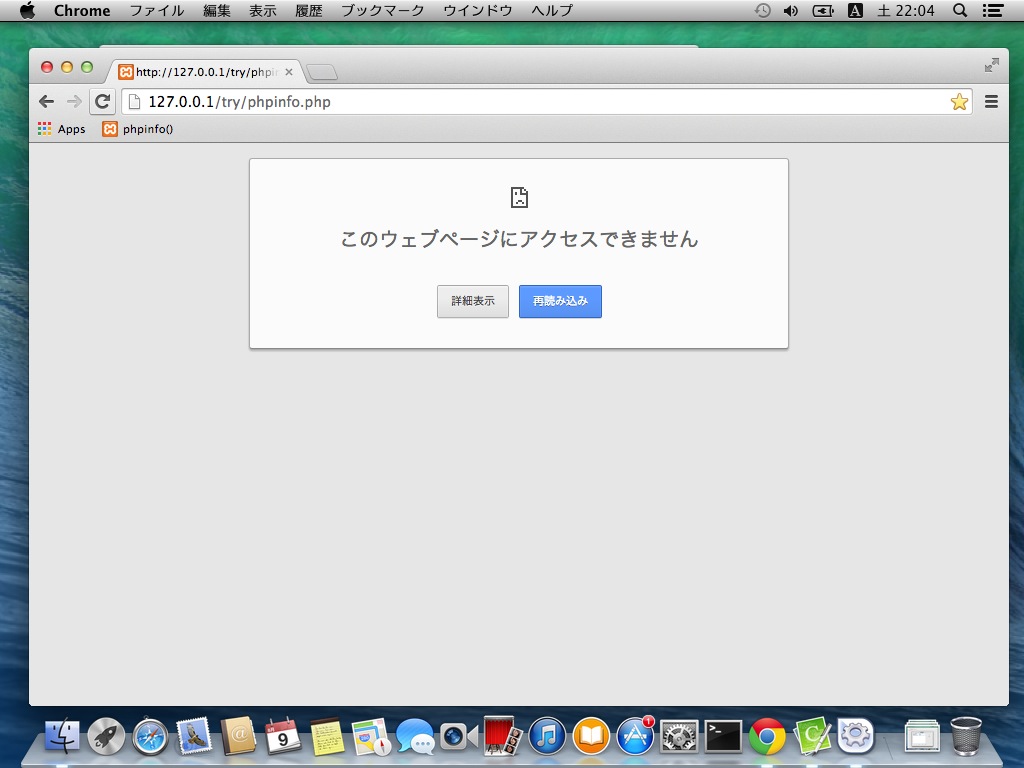 Chrome ファイル 編集 表示 履歴 ブックマーク ウインドウ ヘルプ A 土 22:04
http://127.0.0.1/try/phpin
127.0.0.1/try/phpinfo.php
Apps phpinfo()
このウェブページにアクセスできません
詳細表示 再読み込み
9
1